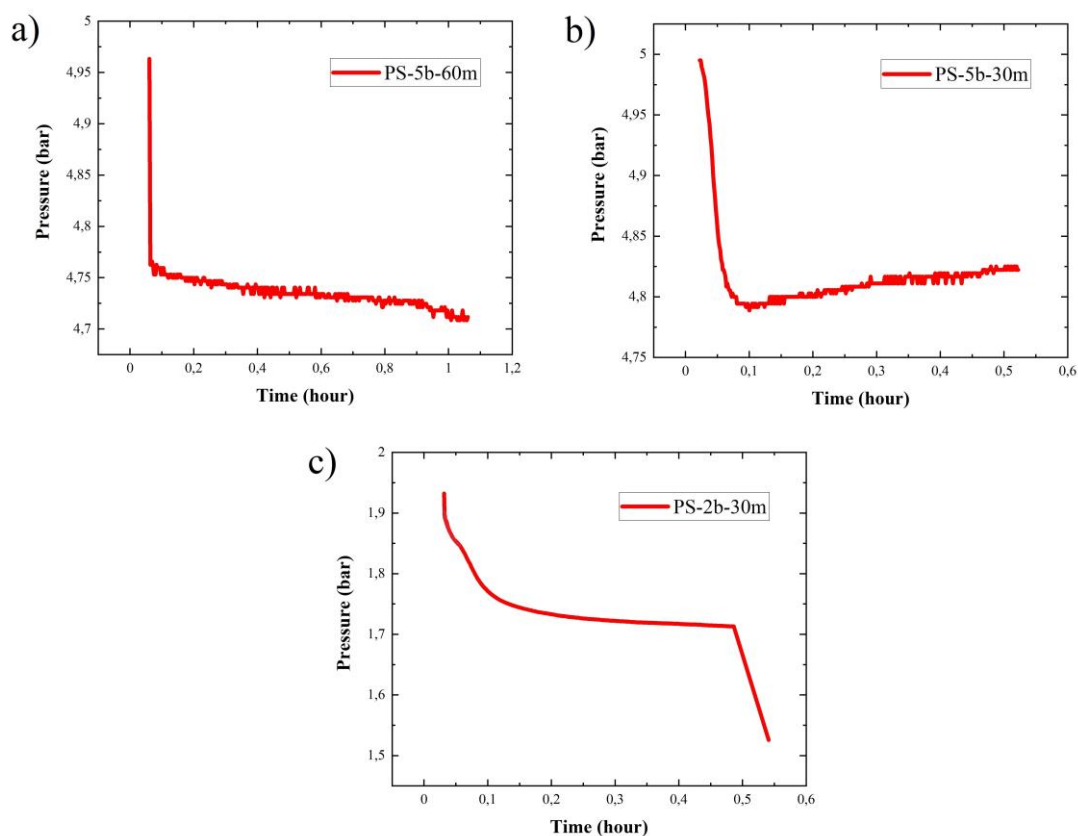 a)
5
4,95
4,9
4,85
4,8
4,75
4,7
Pressure (bar)
PS-5b-60m
0 0,2 0,4 0,6 0,8 1 1,2
Time (hour)
b)
5
4,95
4,9
4,85
4,8
4,75
Pressure (bar)
PS-5b-30m
0 0,1 0,2 0,3 0,4 0,5 0,6
Time (hour)
c)
2
1,9
1,8
1,7
1,6
1,5
Pressure (bar)
PS-2b-30m
0 0,1 0,2 0,3 0,4 0,5 0,6
Time (hour)